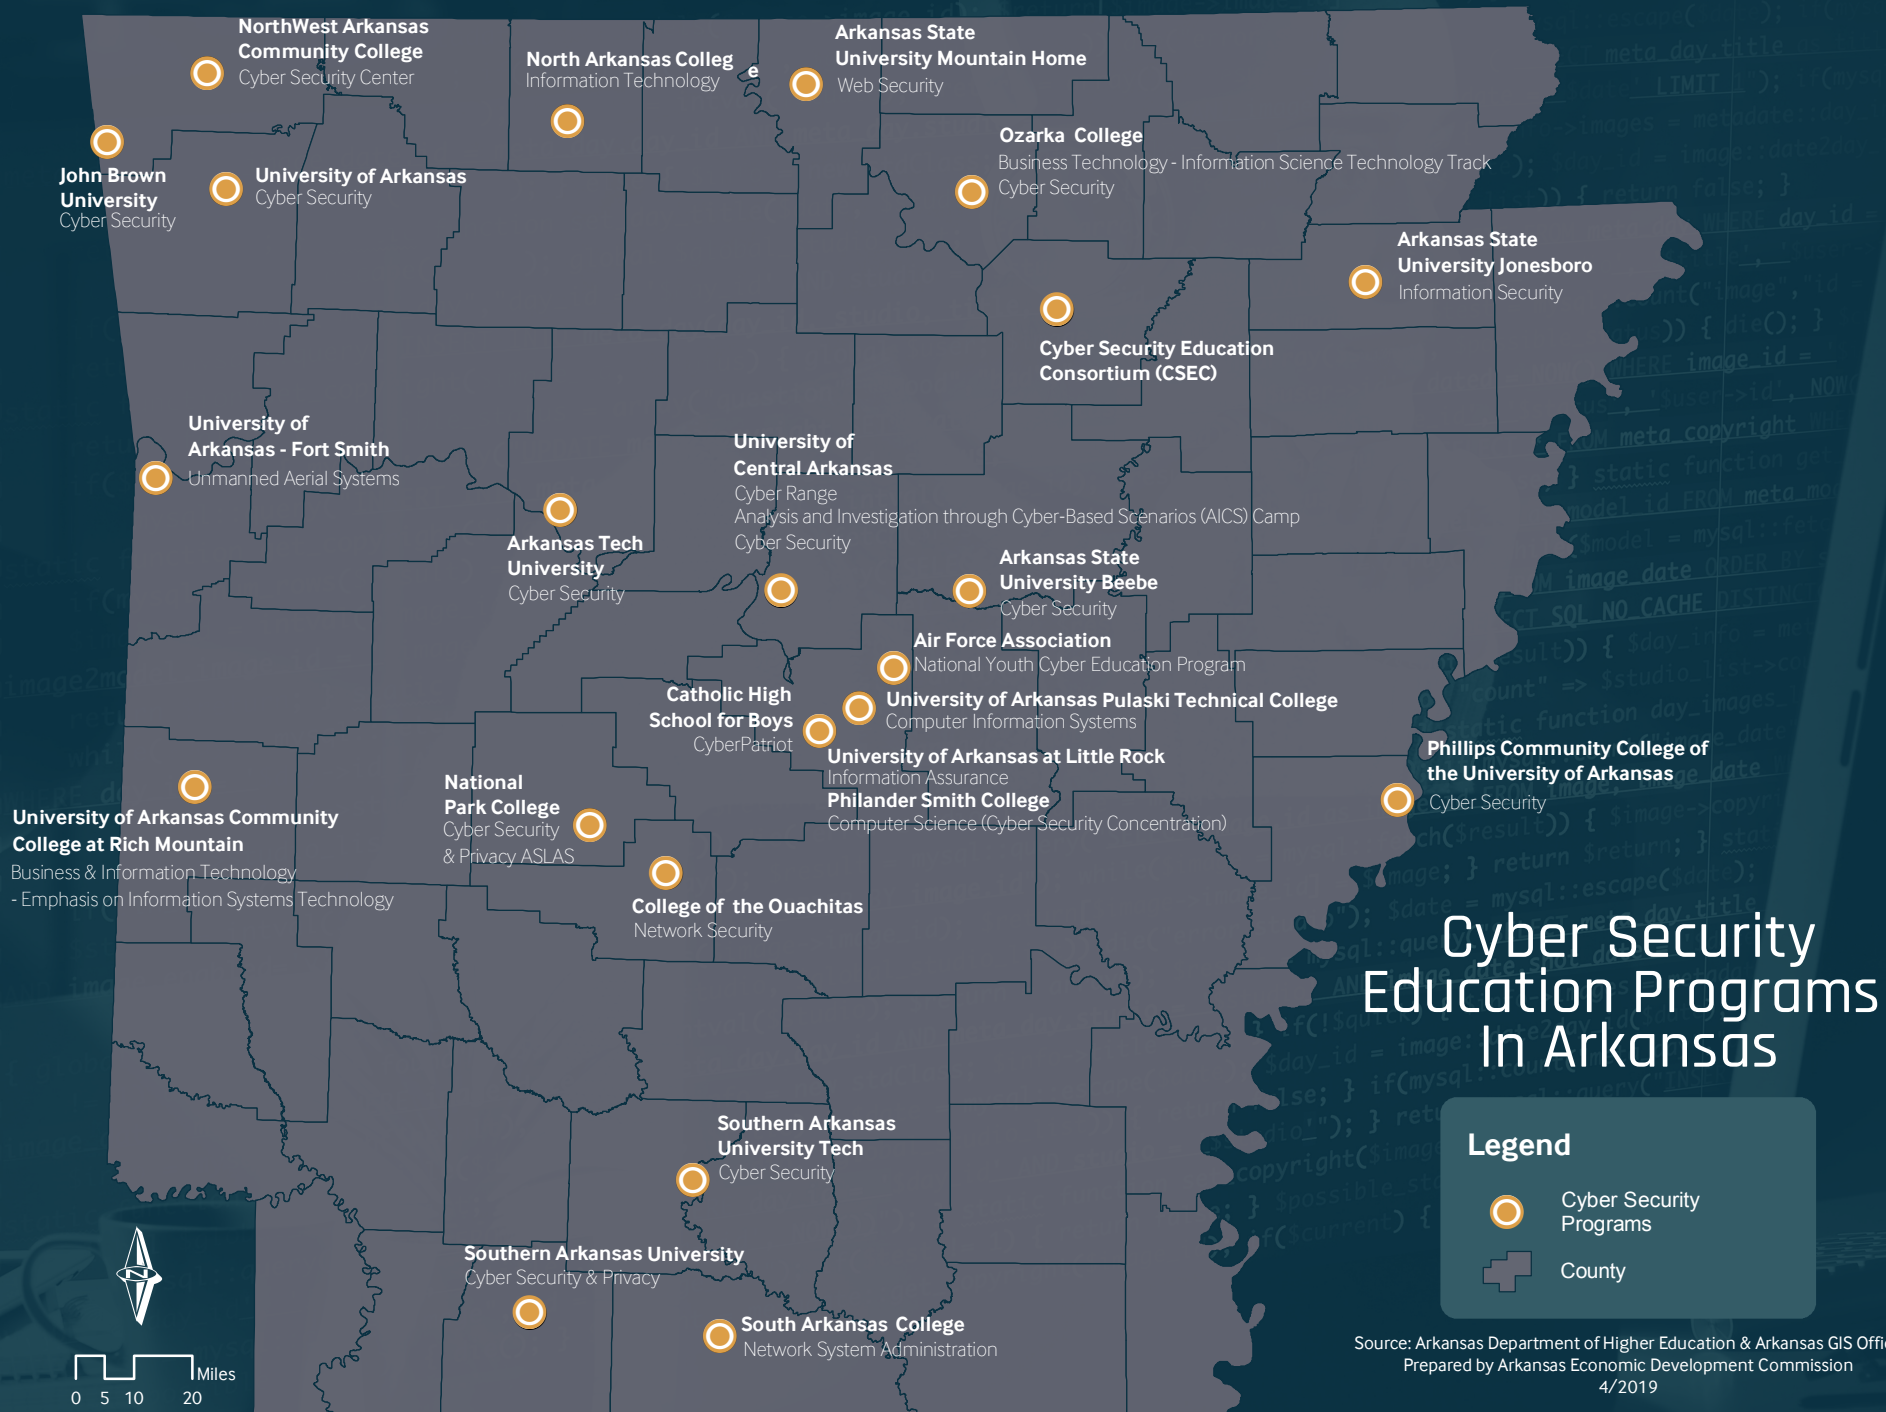 NorthWest Arkansas
Community College
Cyber Security Center
North Arkansas Colleg e
Information Technology
Arkansas State
University Mountain Home
Web Security
John Brown
University
Cyber Security
University of Arkansas
Cyber Security
Ozarka College
Business Technology - Information Science Technology Track
Cyber Security
Arkansas State
University Jonesboro
Information Security
Cyber Security Education
Consortium (CSEC)
University of
Arkansas - Fort Smith
Unmanned Aerial Systems
University of
Central Arkansas
Cyber Range
Analysis and Investigation through Cyber-Based Scenarios (AICS) Camp
Cyber Security
Arkansas Tech
University
Cyber Security
Arkansas State
University Beebe
Cyber Security
Air Force Association
National Youth Cyber Education Program
Catholic High
School for Boys
CyberPatriot
University of Arkansas Pulaski Technical College
Computer Information Systems
University of Arkansas at Little Rock
Information Assurance
Philander Smith College
Computer Science (Cyber Security Concentration)
Phillips Community College of
the University of Arkansas
Cyber Security
University of Arkansas Community
College at Rich Mountain
Business & Information Technology
- Emphasis on Information Systems Technology
National
Park College
Cyber Security
& Privacy ASLAS
College of the Ouachitas
Network Security
Cyber Security
Education Programs
In Arkansas
Southern Arkansas
University Tech
Cyber Security
Southern Arkansas University
Cyber Security & Privacy
South Arkansas College
Network System Administration
Legend
Cyber Security
Programs
County
N
Miles
0 5 10 20
Source: Arkansas Department of Higher Education & Arkansas GIS Offi
Prepared by Arkansas Economic Development Commission
4/2019